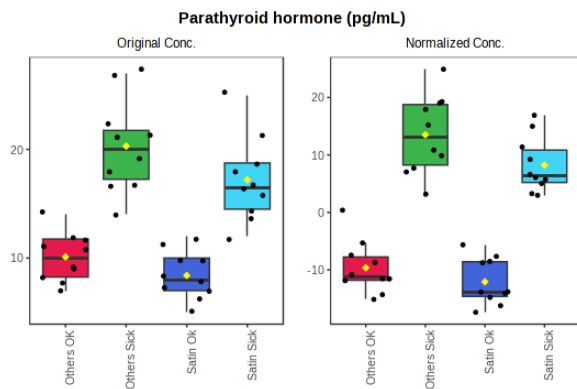 Parathyroid hormone (pg/mL)
Original Conc.
Normalized Conc.
20
10
20
10
0
-10
Others OK
Others Sick
Satin Ok
Satin Sick
Others OK
Others Sick
Satin Ok
Satin Sick